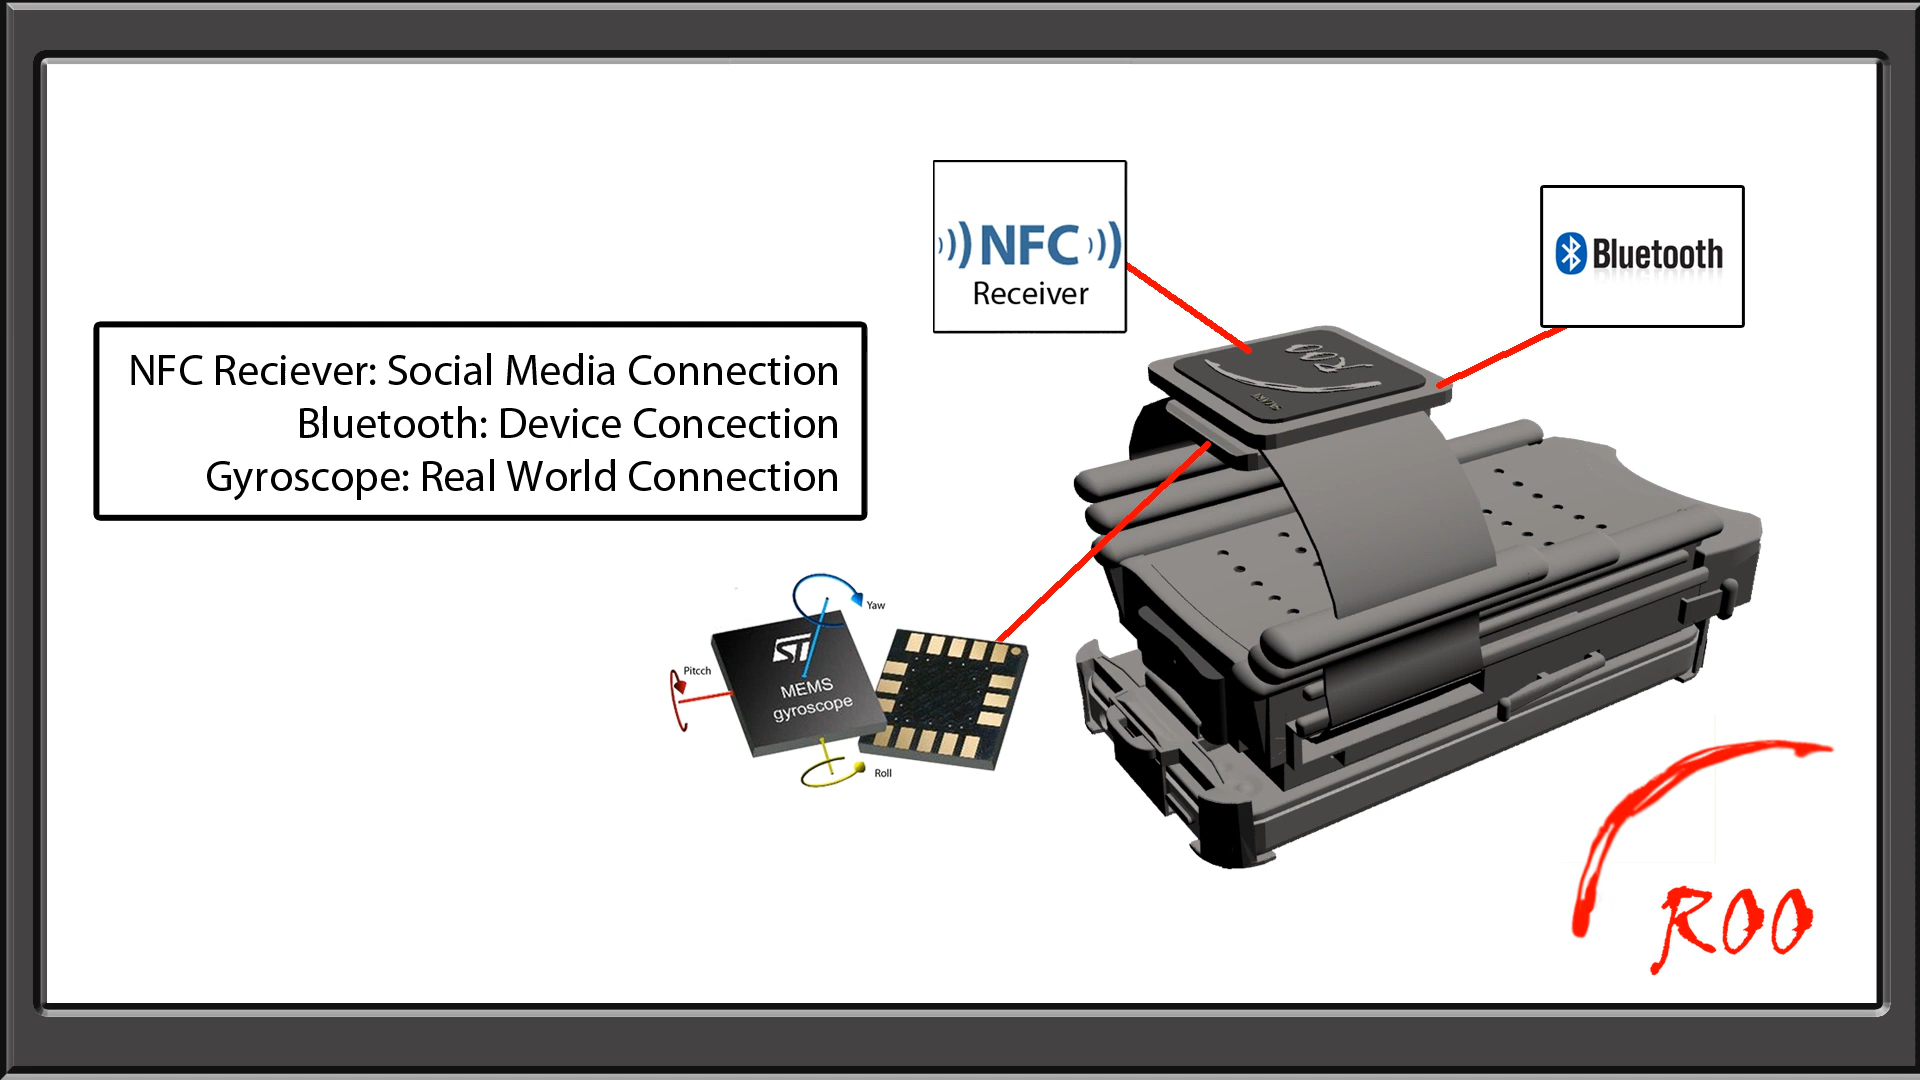 NFC
Receiver
Bluetooth
NFC Reciever: Social Media Connection
Bluetooth: Device Concection
Gyroscope: Real World Connection
ROO
Yaw
Pitcch
ST
MEMS
gyroscope
Roll
ROO